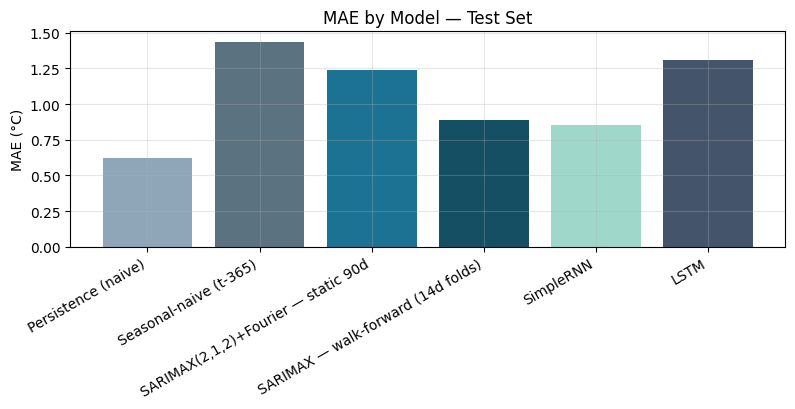 MAE by Model — Test Set
MAE (°C)
1.50
1.25
1.00
0.75
0.50
0.25
0.00
Persistence (naive)
Seasonal-naive (t-365)
SARIMAX(2,1,2)+Fourier — static 90d
SARIMAX — walk-forward (14d folds)
SimpleRNN
LSTM